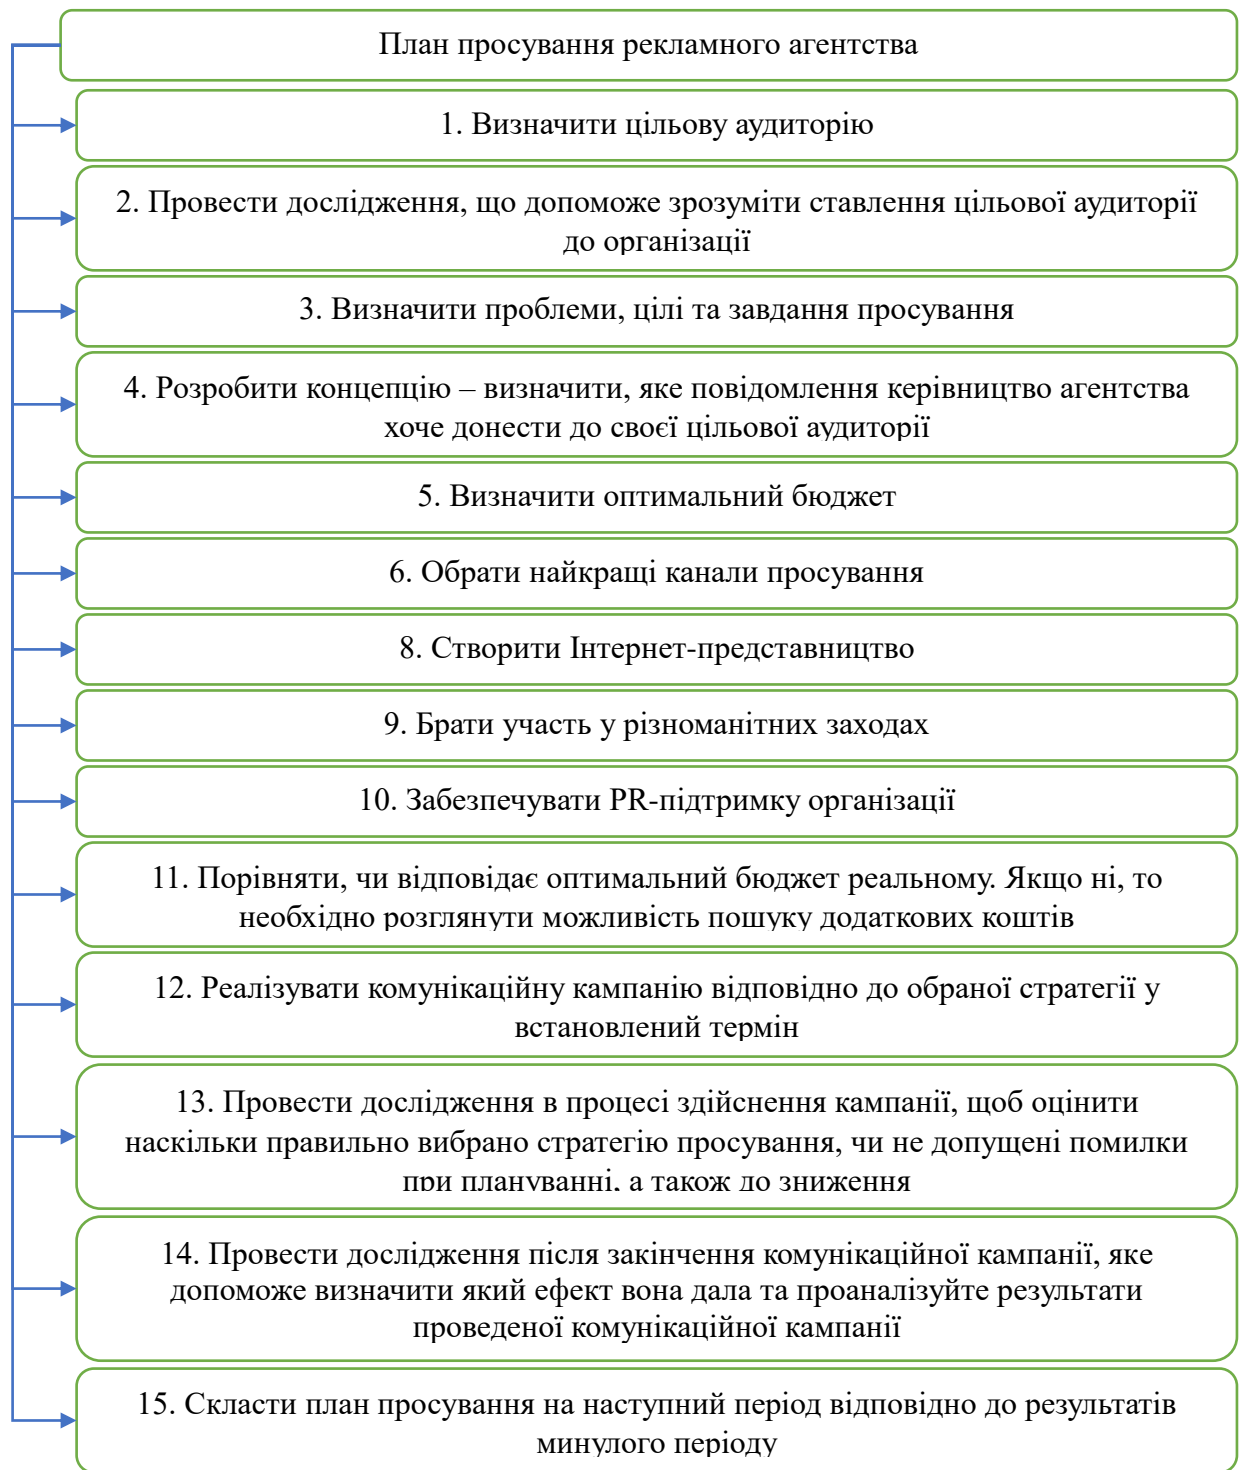 План просування рекламного агентства
1. Визначити цільову аудиторію
2. Провести дослідження, що допоможе зрозуміти ставлення цільової аудиторії
до організації
3. Визначити проблеми, цілі та завдання просування
4. Розробити концепцію – визначити, яке повідомлення керівництво агентства
хоче донести до своєї цільової аудиторії
5. Визначити оптимальний бюджет
6. Обрати найкращі канали просування
8. Створити Інтернет-представництво
9. Брати участь у різноманітних заходах
10. Забезпечувати PR-підтримку організації
11. Порівняти, чи відповідає оптимальний бюджет реальному. Якщо ні, то
необхідно розглянути можливість пошуку додаткових коштів
12. Реалізувати комунікаційну кампанію відповідно до обраної стратегії у
встановлений термін
13. Провести дослідження в процесі здійснення кампанії, щоб оцінити
наскільки правильно вибрано стратегію просування, чи не допущені помилки
при плануванні, а також до зниження
14. Провести дослідження після закінчення комунікаційної кампанії, яке
допоможе визначити який ефект вона дала та проаналізуйте результати
проведеної комунікаційної кампанії
15. Скласти план просування на наступний період відповідно до результатів
минулого періоду